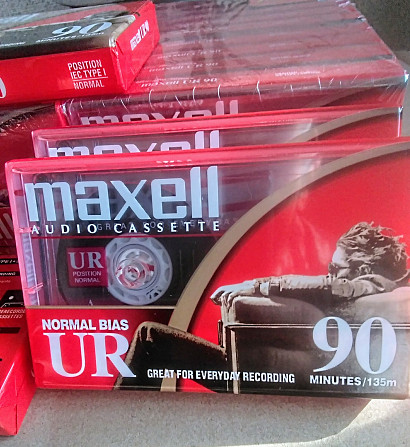 POSITION
IEC TYPE I
NORMAL
maxell
maxell
maxell
AUDIO CASSETTE
UR
POSITION
NORMAL
NORMAL BIAS
UR
GREAT FOR EVERYDAY RECORDING
90
MINUTES/135m